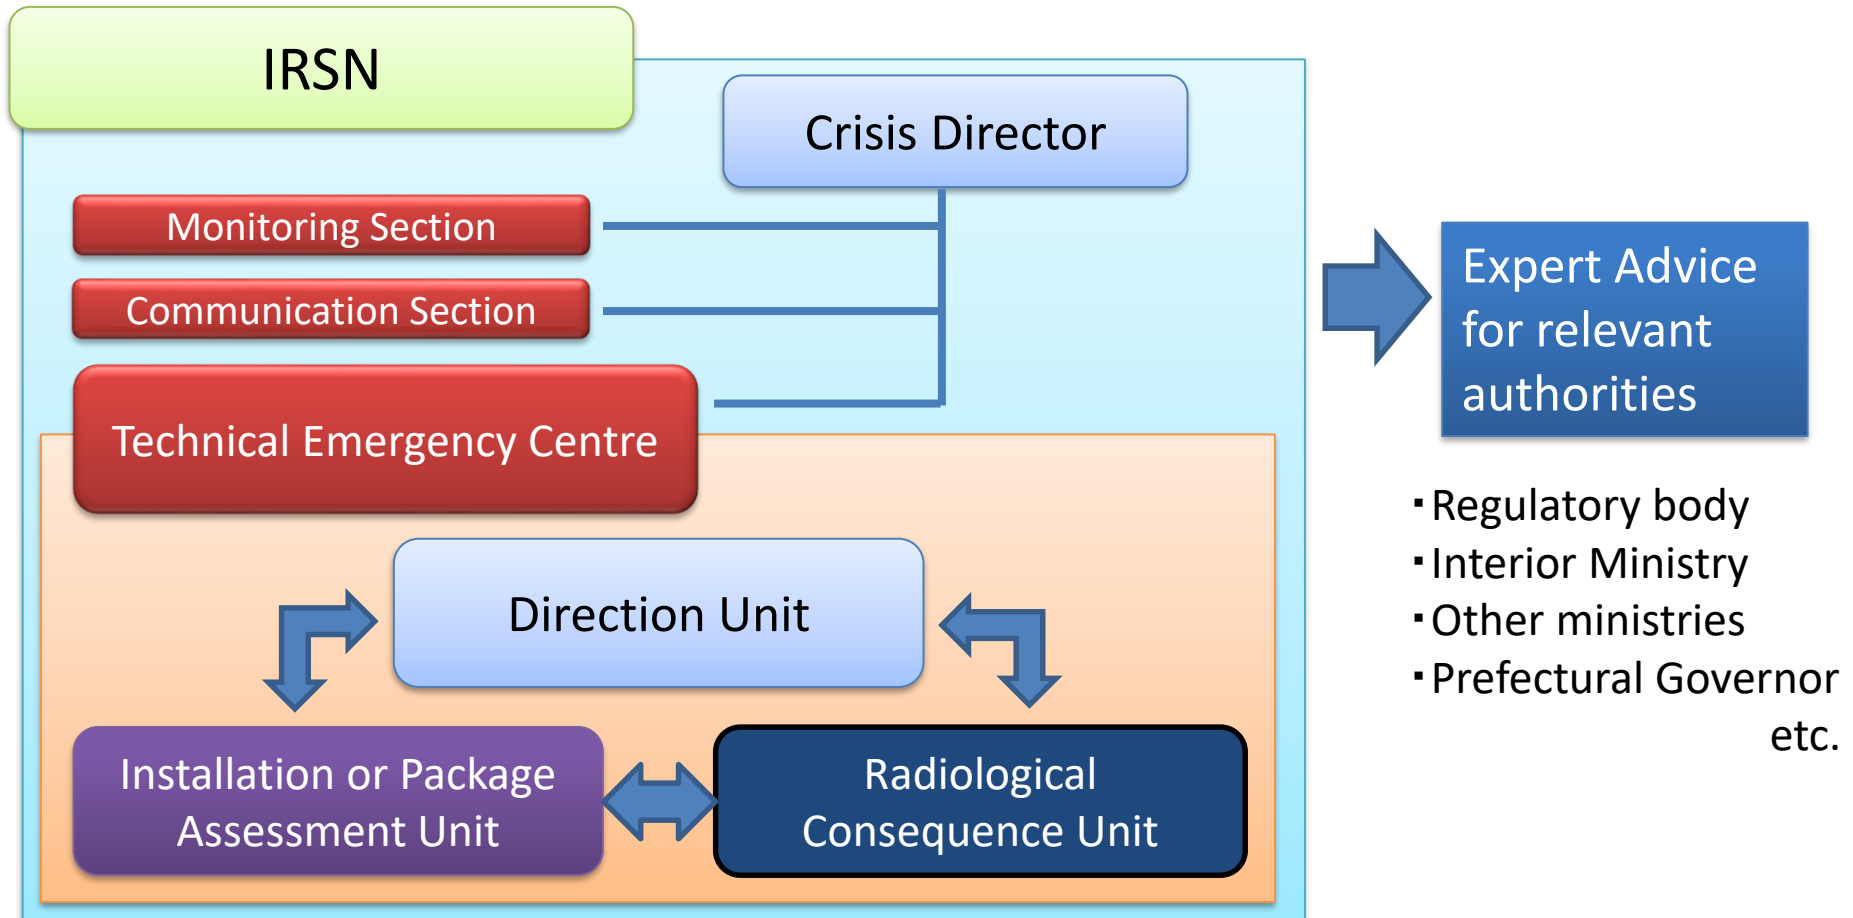 IRSN
Crisis Director
Monitoring Section
Communication Section
Technical Emergency Centre
Direction Unit
Installation or Package
Assessment Unit
Radiological
Consequence Unit
Expert Advice
for relevant
authorities
・Regulatory body
・Interior Ministry
・Other ministries
・Prefectural Governor
etc.